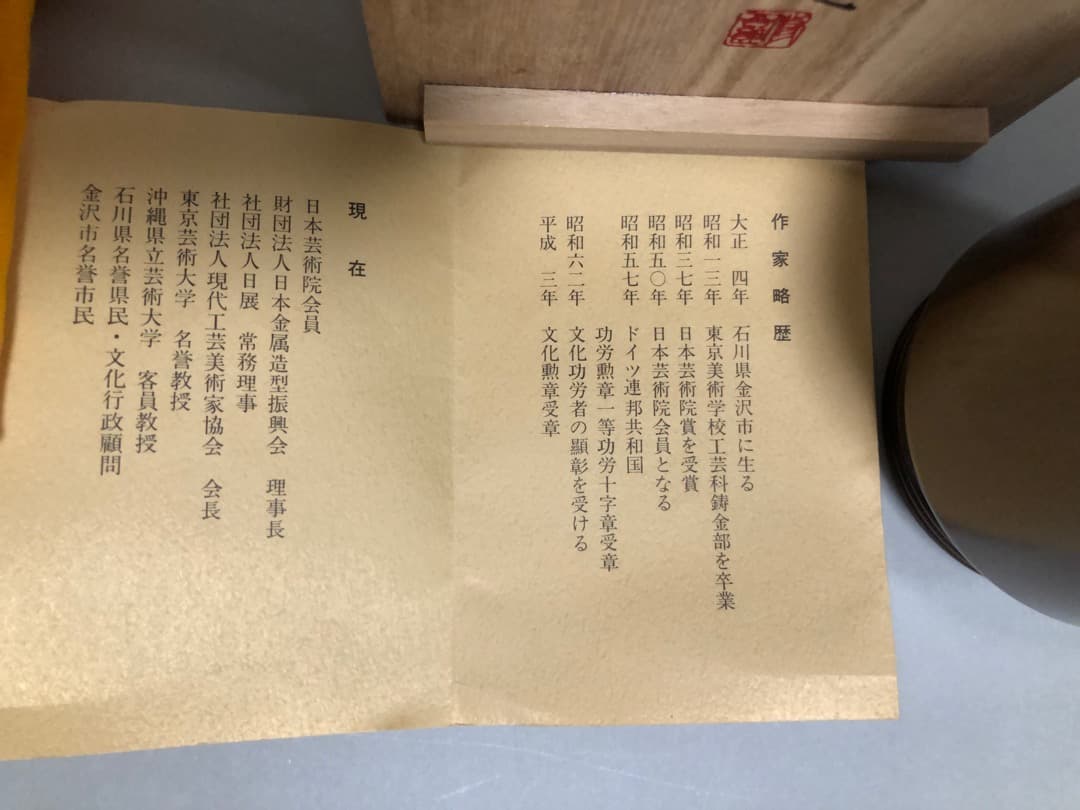 作家略歴
大正 四年 石川県金沢市に生る
昭和一三年 東京美術学校工芸科鋳金部を卒業
昭和三七年 日本芸術院賞を受賞
昭和五〇年 日本芸術院会員となる
昭和五七年 ドイツ連邦共和国
功労勲章一等功労十字章受章
昭和六二年 文化功労者の顕彰を受ける
平成 三年 文化勲章受章
現在
日本芸術院会員
財団法人日本金属造型振興会 理事長
社団法人日展 常務理事
社団法人現代工芸美術家協会 会長
東京芸術大学 名誉教授
沖縄県立芸術大学 客員教授
石川県名誉県民・文化行政顧問
金沢市名誉市民